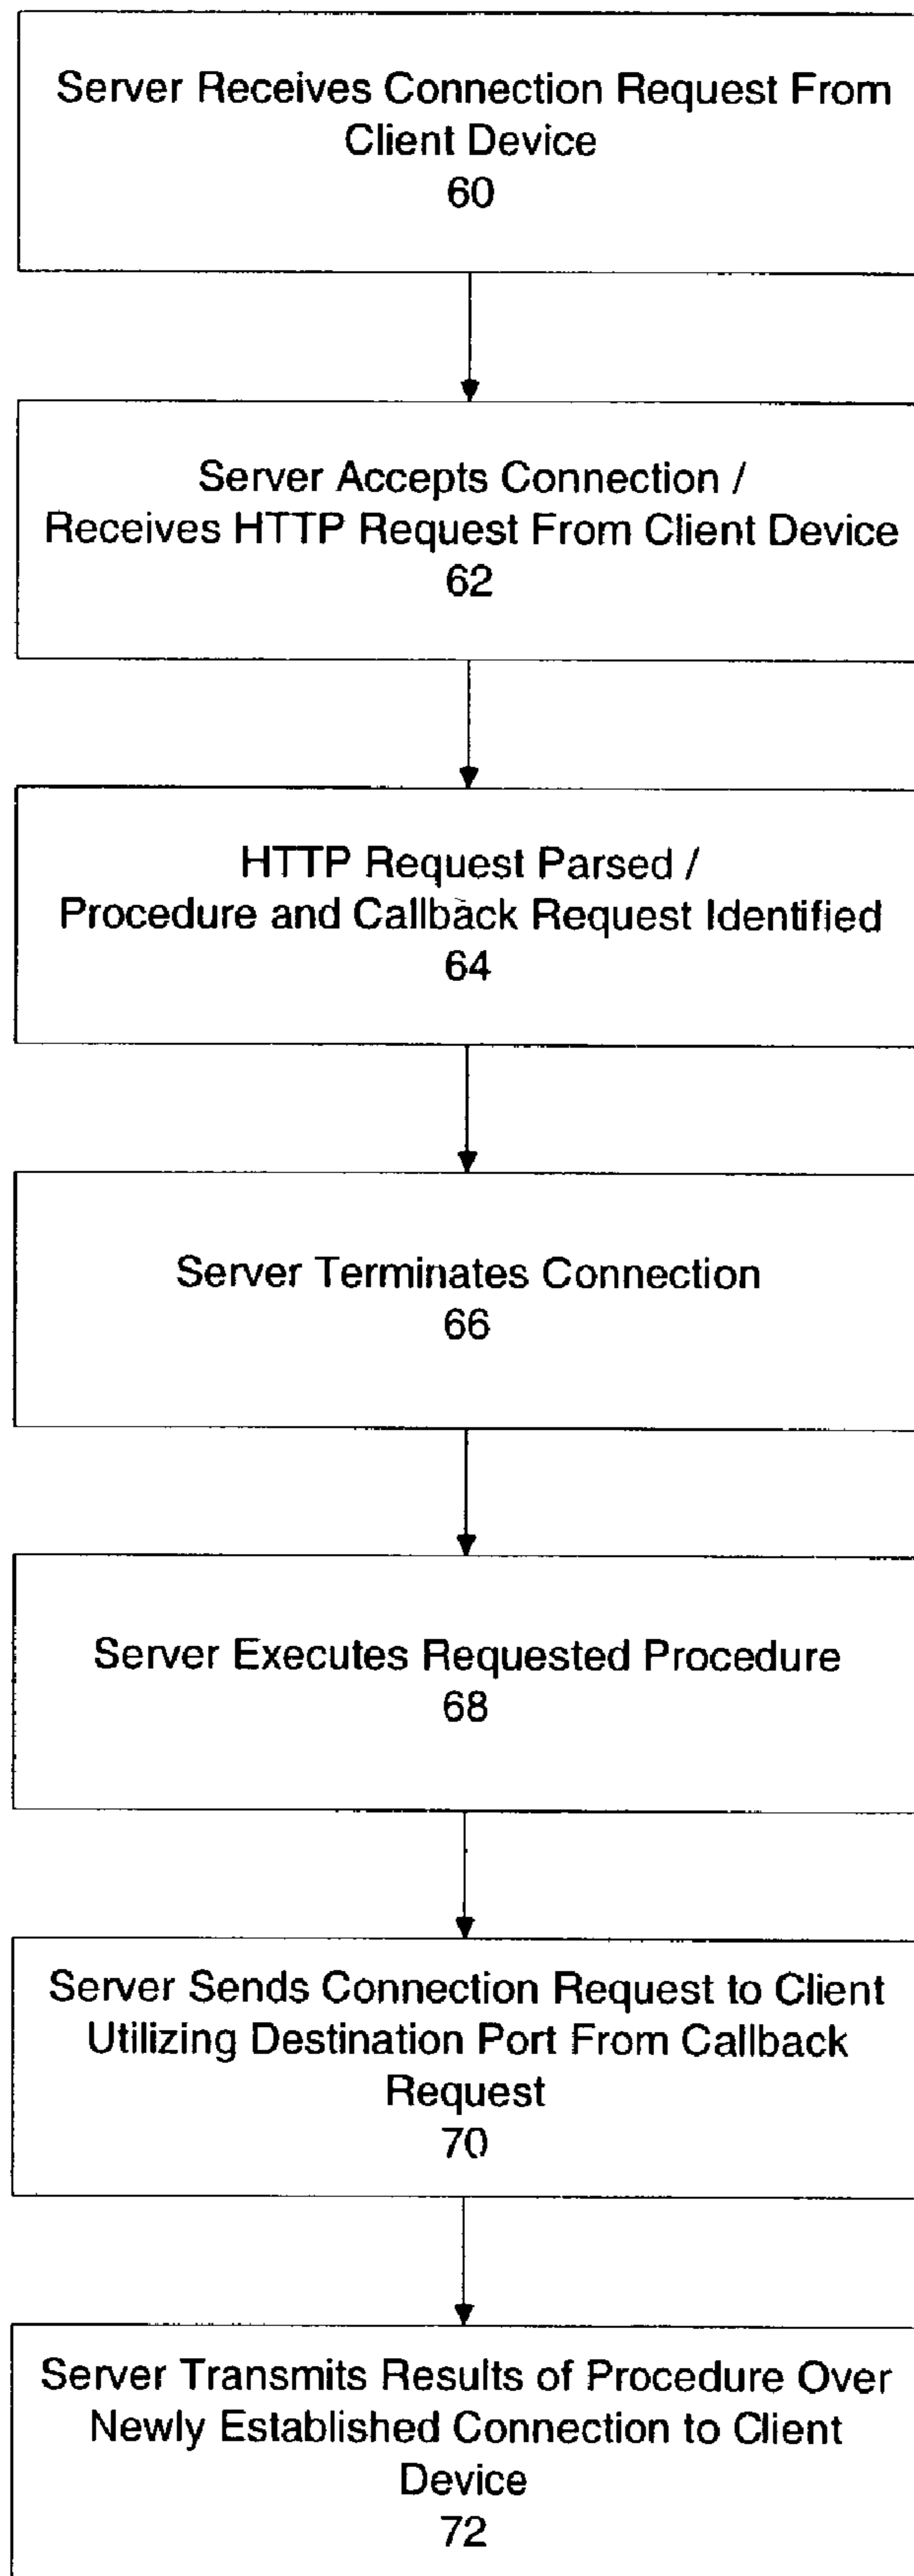 Server Receives Connection Request From
Client Device
60
Server Accepts Connection /
Receives HTTP Request From Client Device
62
HTTP Request Parsed /
Procedure and Callback Request Identified
64
Server Terminates Connection
66
Server Executes Requested Procedure
68
Server Sends Connection Request to Client
Utilizing Destination Port From Callback
Request
70
Server Transmits Results of Procedure Over
Newly Established Connection to Client
Device
72